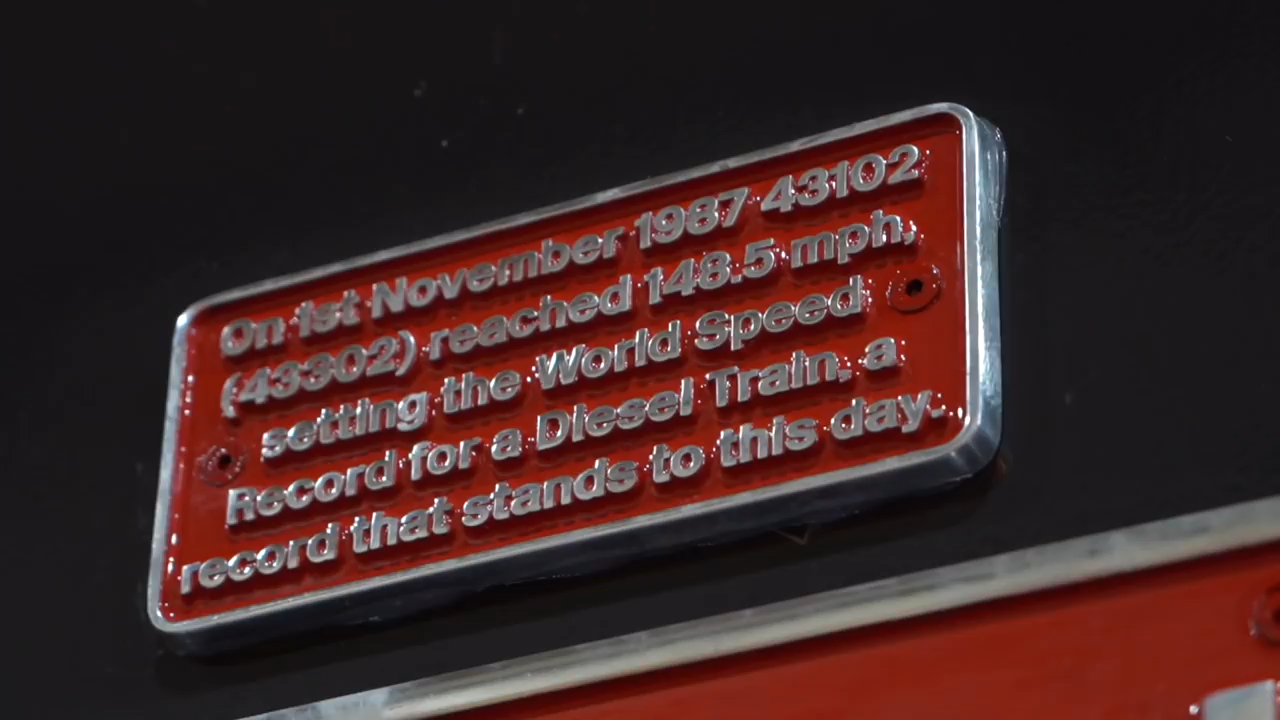 On 1st November 1987 43102
(43302) reached 148.5 mph,
setting the World Speed
Record for a Diesel Train, a
record that stands to this day.